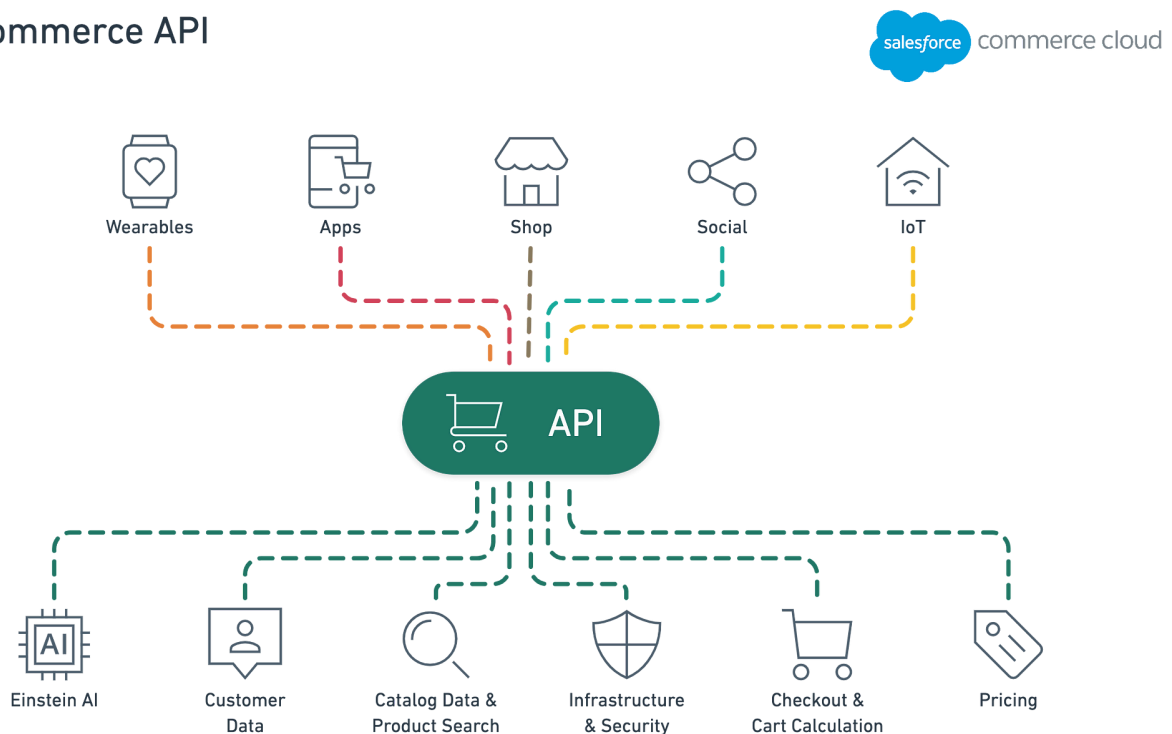 ommerce API
salesforce commerce cloud
Wearables
Apps
Shop
Social
IoT
API
AI
Einstein AI
Customer
Data
Catalog Data &
Product Search
Infrastructure
& Security
Checkout &
Cart Calculation
Pricing